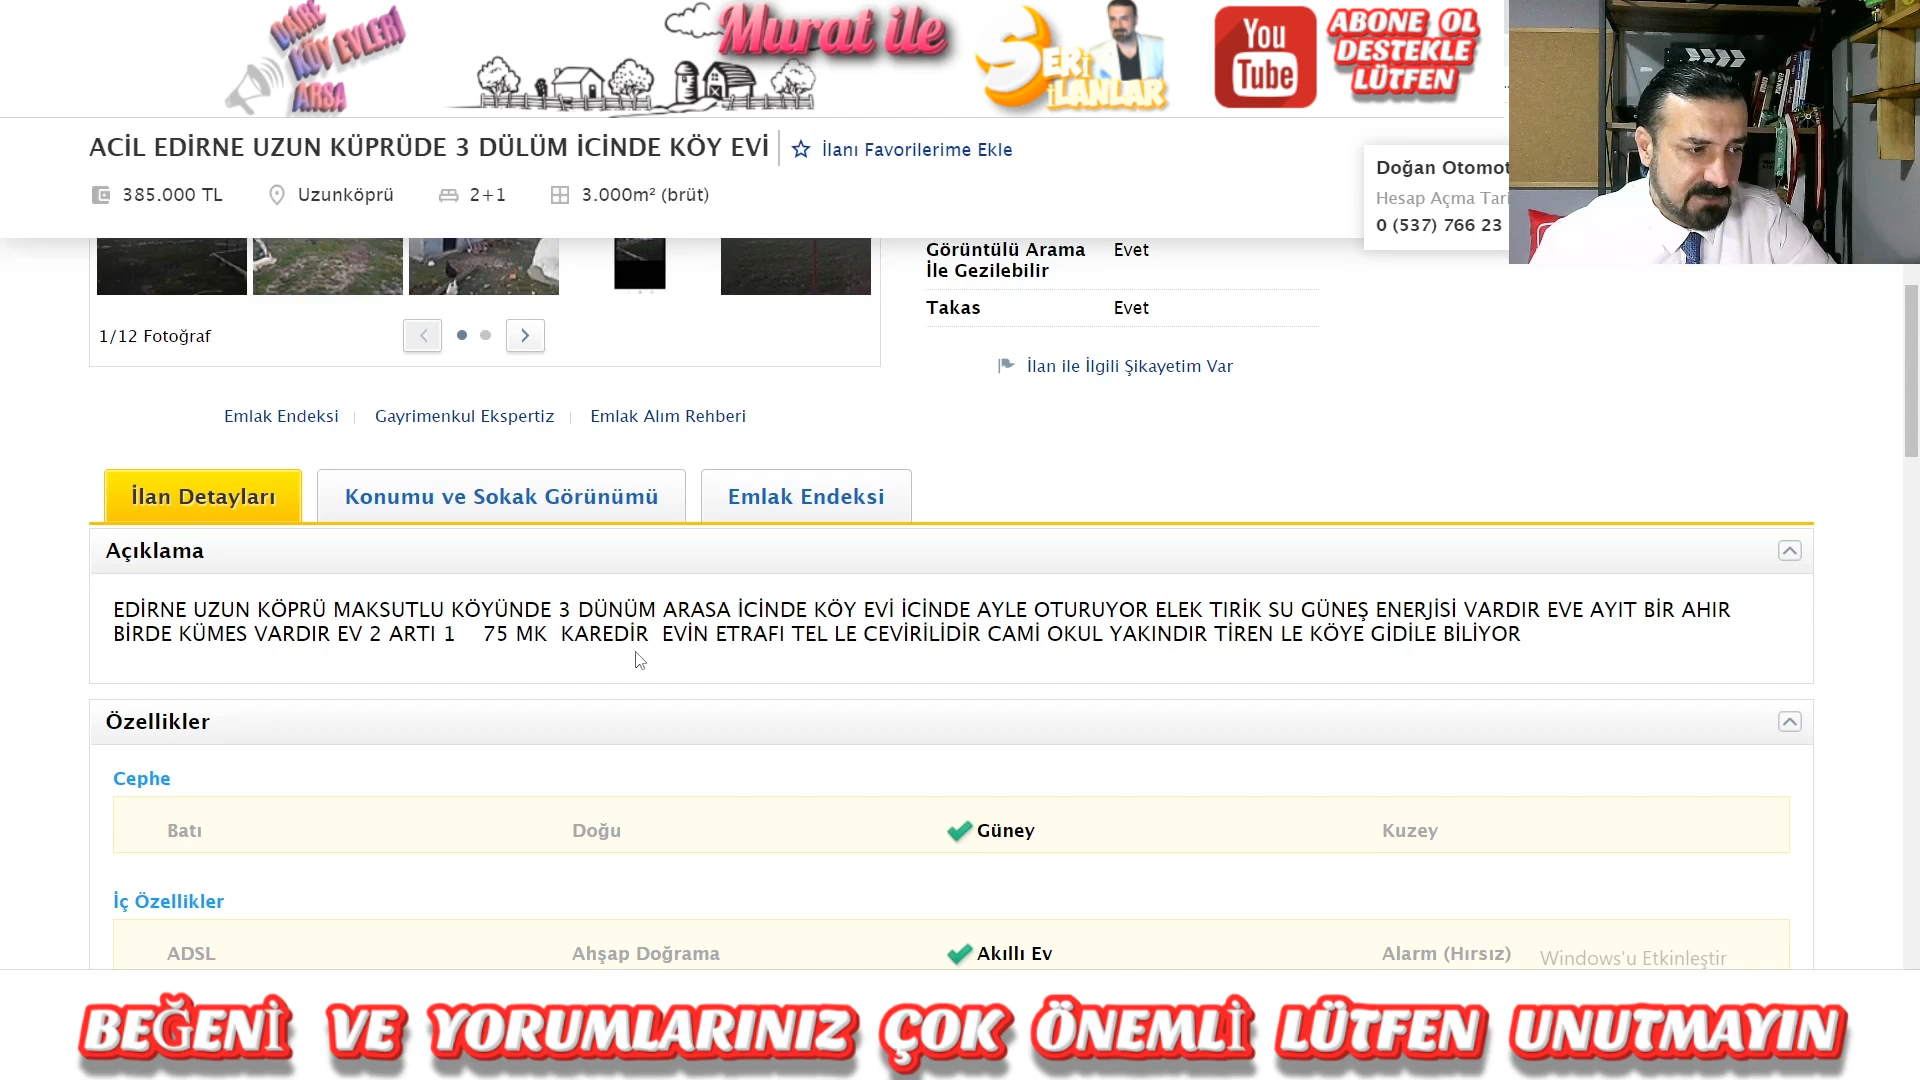 DAİRE
KÖY EVLERİ
ARSA
Murat ile
SERİ
İLANLAR
You
Tube
ABONE OL
DESTEKLE
LÜTFEN
ACİL EDİRNE UZUN KÜPRÜDE 3 DÜLÜM İCİNDE KÖY EVİ
İlanı Favorilerime Ekle
385.000 TL
Uzunköprü
2+1
3.000m² (brüt)
Doğan Otomot
Hesap Açma Tari
0 (537) 766 23
Görüntülü Arama
İle Gezilebilir
Evet
Takas
Evet
1/12 Fotoğraf
İlan ile İlgili Şikayetim Var
Emlak Endeksi
Gayrimenkul Ekspertiz
Emlak Alım Rehberi
İlan Detayları
Konumu ve Sokak Görünümü
Emlak Endeksi
Açıklama
EDİRNE UZUN KÖPRÜ MAKSUTLU KÖYÜNDE 3 DÜNÜM ARASA İCİNDE KÖY EVİ İCİNDE AYLE OTURUYOR ELEK TIRİK SU GÜNEŞ ENERJİSİ VARDIR EVE AYIT BİR AHIR
BİRDE KÜMES VARDIR EV 2 ARTI 1 75 MK KAREDİR EVİN ETRAFI TEL LE CEVİRİLİDİR CAMİ OKUL YAKINDIR TİREN LE KÖYE GİDİLE BİLİYOR
Özellikler
Cephe
Batı
Doğu
Güney
Kuzey
İç Özellikler
ADSL
Ahşap Doğrama
Akıllı Ev
Alarm (Hırsız)
Windows'u Etkinleştir
BEĞENİ VE YORUMLARINIZ ÇOK ÖNEMLİ LÜTFEN UNUTMAYIN